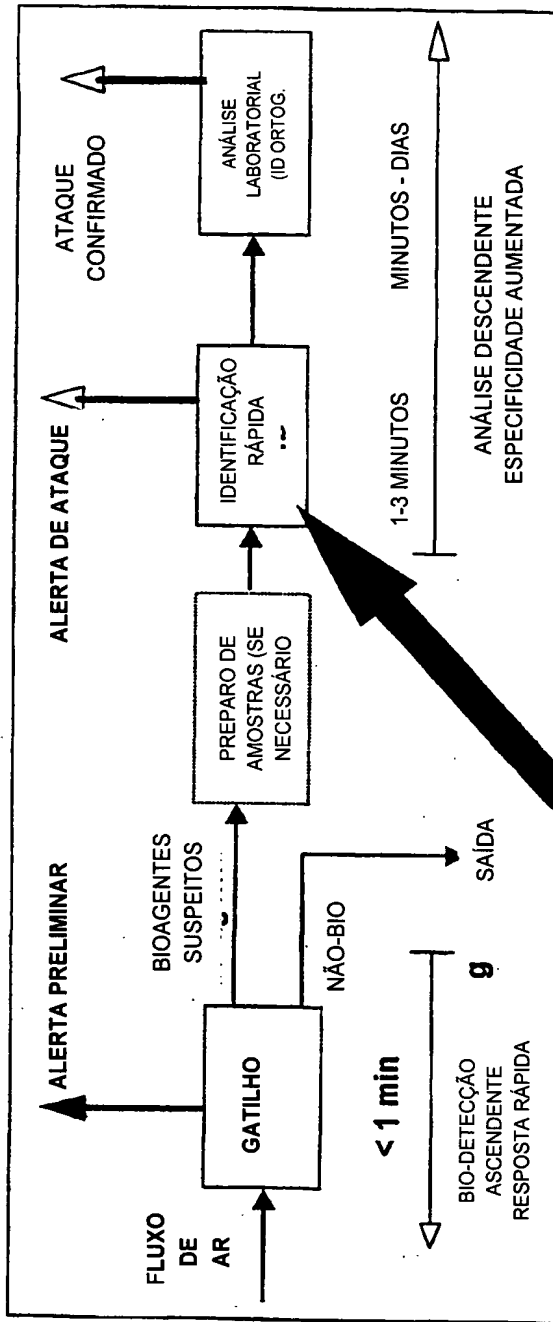 FLUXO
DE
AR
ALERTA PRELIMINAR
GATILHO
BIOAGENTES
SUSPEITOS
NÃO-BIO
SAÍDA
PREPARO DE
AMOSTRAS (SE
NECESSÁRIO
ALERTA DE ATAQUE
IDENTIFICAÇÃO
RÁPIDA
ATAQUE
CONFIRMADO
ANÁLISE
LABORATORIAL
(ID ORTOG.
< 1 min
g
BIO-DETECÇÃO
ASCENDENTE
RESPOSTA RÁPIDA
1-3 MINUTOS
MINUTOS - DIAS
ANÁLISE DESCENDENTE
ESPECIFICIDADE AUMENTADA